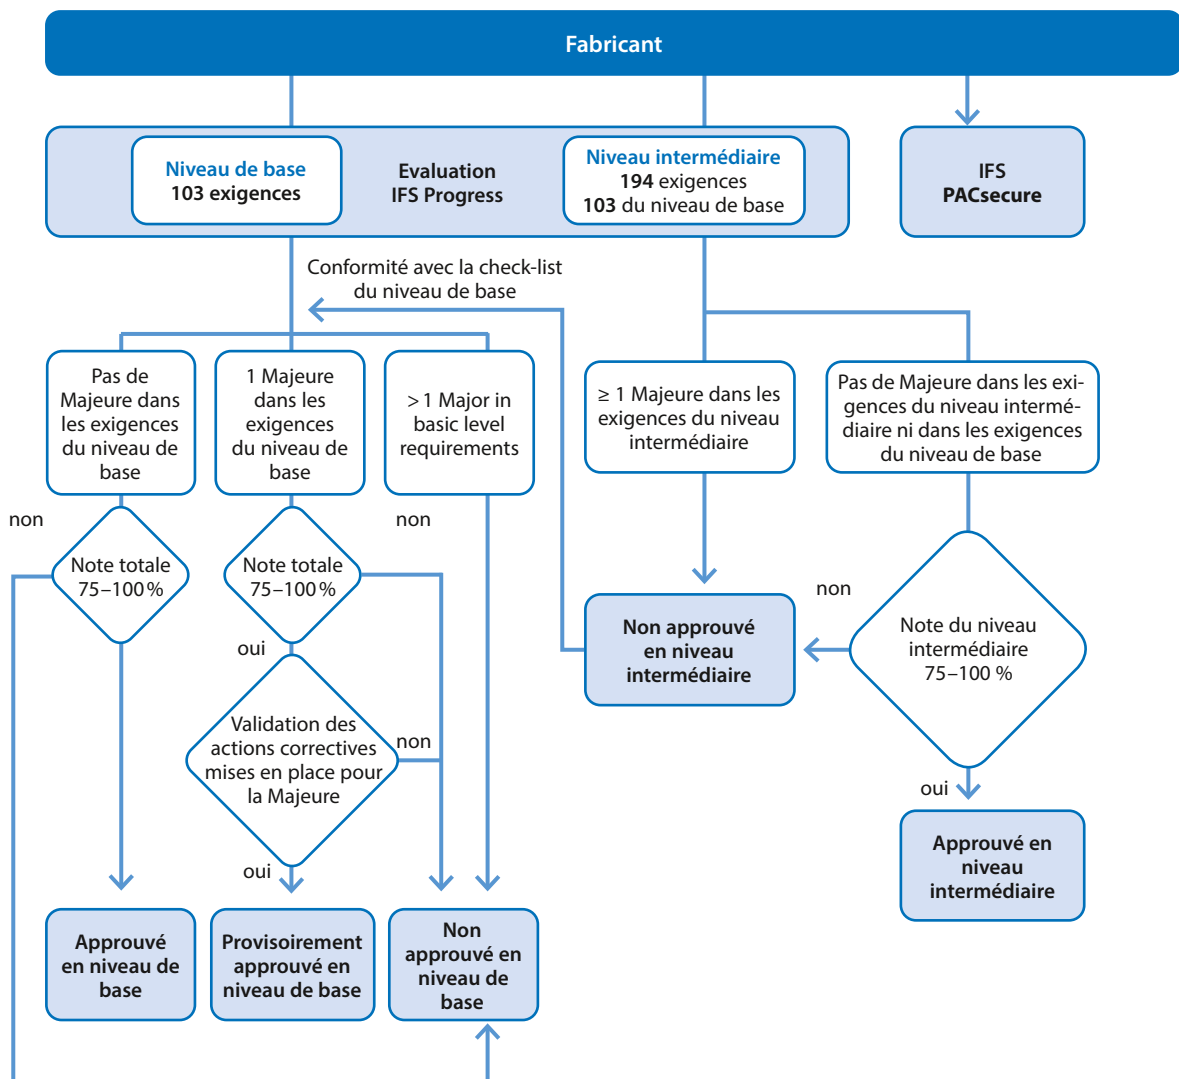 Fabricant
Niveau de base
103 exigences
Evaluation
IFS Progress
Niveau intermédiaire
194 exigences
103 du niveau de base
IFS
PACsecure
Conformité avec la check-list
du niveau de base
Pas de
Majeure dans
les exigences
du niveau de
base
1 Majeure
dans les
exigences
du niveau de
base
>1 Major in
basic level
requirements
≥ 1 Majeure dans les
exigences du niveau
intermédiaire
Pas de Majeure dans les exi-
gences du niveau intermé-
diaire ni dans les exigences
du niveau de base
non
Note totale
75–100 %
Note totale
75–100 %
non
oui
Non approuvé
en niveau
intermédiaire
non
Note du niveau
intermédiaire
75–100 %
Validation des
actions correctives
mises en place pour
la Majeure
non
oui
oui
Approuvé en
niveau
intermédiaire
Approuvé
en niveau de
base
Provisoirement
approuvé en
niveau de base
Non
approuvé en
niveau de
base